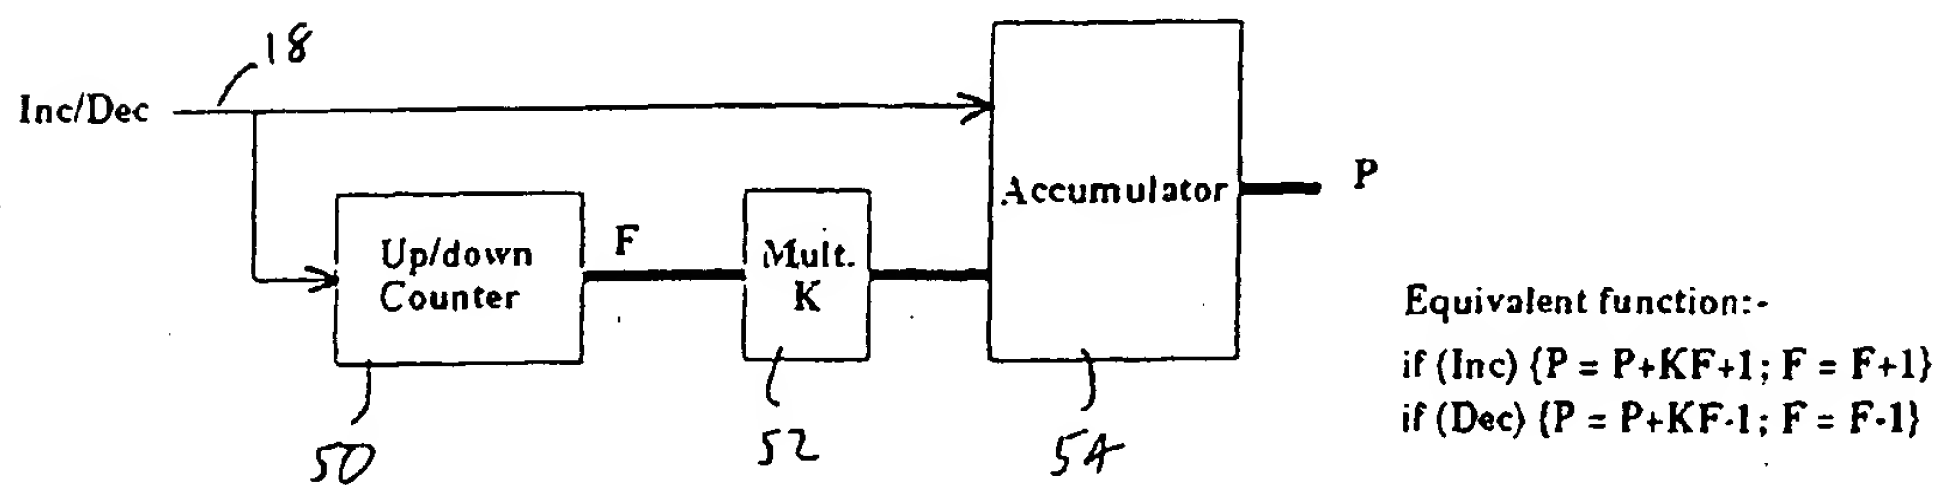 18
Inc/Dec
Accumulator
P
Up/down
Counter
F
Mult.
K
Equivalent function:-
if (Inc) {P = P+KF+1; F = F+1}
if (Dec) {P = P+KF-1; F = F-1}
50
52
54